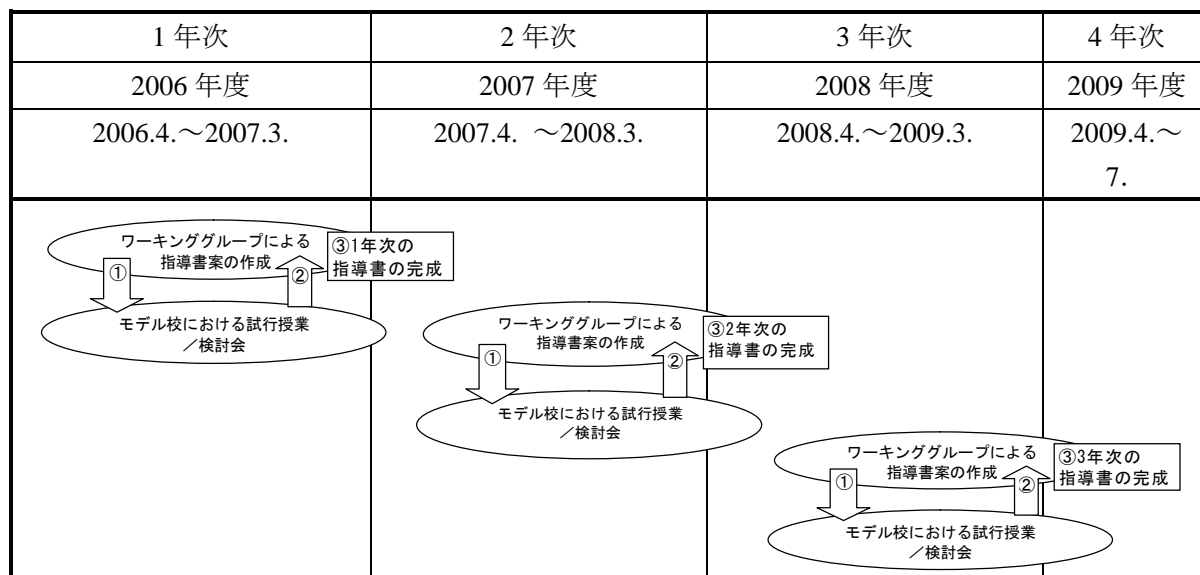 1 年次
2 年次
3 年次
4 年次
2006 年度
2007 年度
2008 年度
2009 年度
2006.4.～2007.3.
2007.4. ～2008.3.
2008.4.～2009.3.
2009.4.～
7.
ワーキンググループによる
指導書案の作成
①
②
③1年次の
指導書の完成
モデル校における試行授業
／検討会
ワーキンググループによる
指導書案の作成
①
②
③2年次の
指導書の完成
モデル校における試行授業
／検討会
ワーキンググループによる
指導書案の作成
①
②
③3年次の
指導書の完成
モデル校における試行授業
／検討会